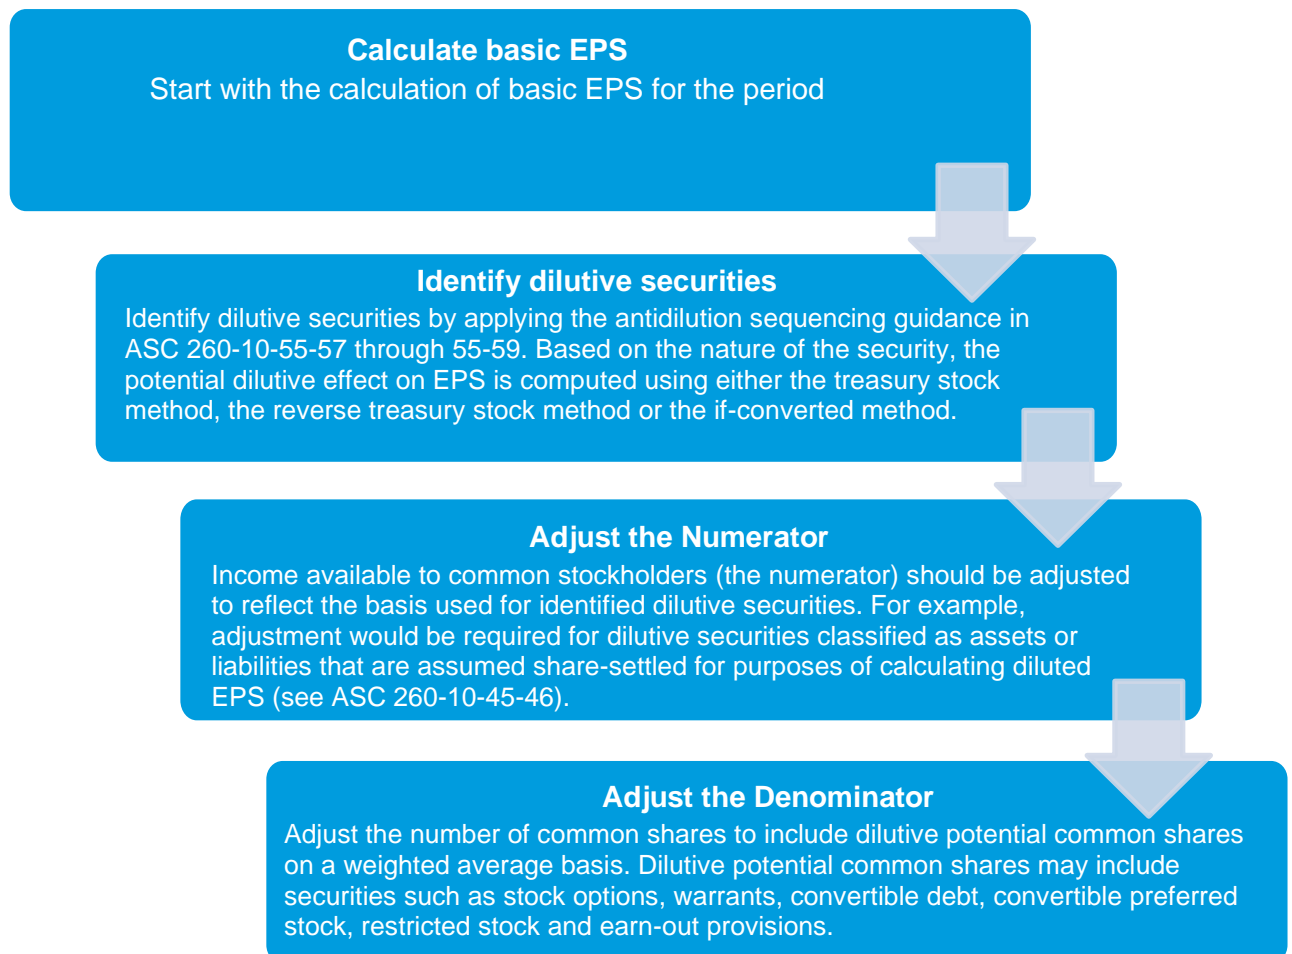 Calculate basic EPS
Start with the calculation of basic EPS for the period
Identify dilutive securities
Identify dilutive securities by applying the antidilution sequencing guidance in
ASC 260-10-55-57 through 55-59. Based on the nature of the security, the
potential dilutive effect on EPS is computed using either the treasury stock
method, the reverse treasury stock method or the if-converted method.
Adjust the Numerator
Income available to common stockholders (the numerator) should be adjusted
to reflect the basis used for identified dilutive securities. For example,
adjustment would be required for dilutive securities classified as assets or
liabilities that are assumed share-settled for purposes of calculating diluted
EPS (see ASC 260-10-45-46).
Adjust the Denominator
Adjust the number of common shares to include dilutive potential common shares
on a weighted average basis. Dilutive potential common shares may include
securities such as stock options, warrants, convertible debt, convertible preferred
stock, restricted stock and earn-out provisions.